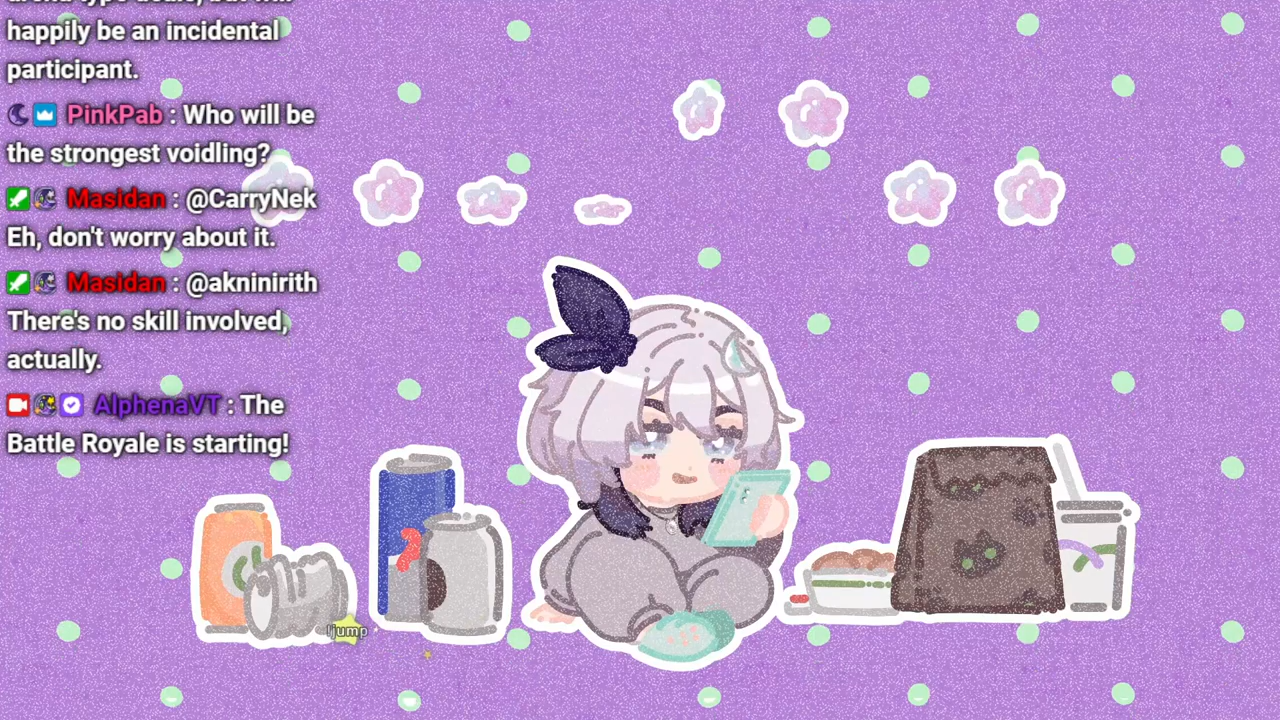 happily be an incidental
participant.
PinkPab : Who will be
the strongest voidling?
Masidan : @CarryNek
Eh, don't worry about it.
Masidan : @akninirith
There's no skill involved,
actually.
AlphenaVT : The
Battle Royale is starting!
!jump